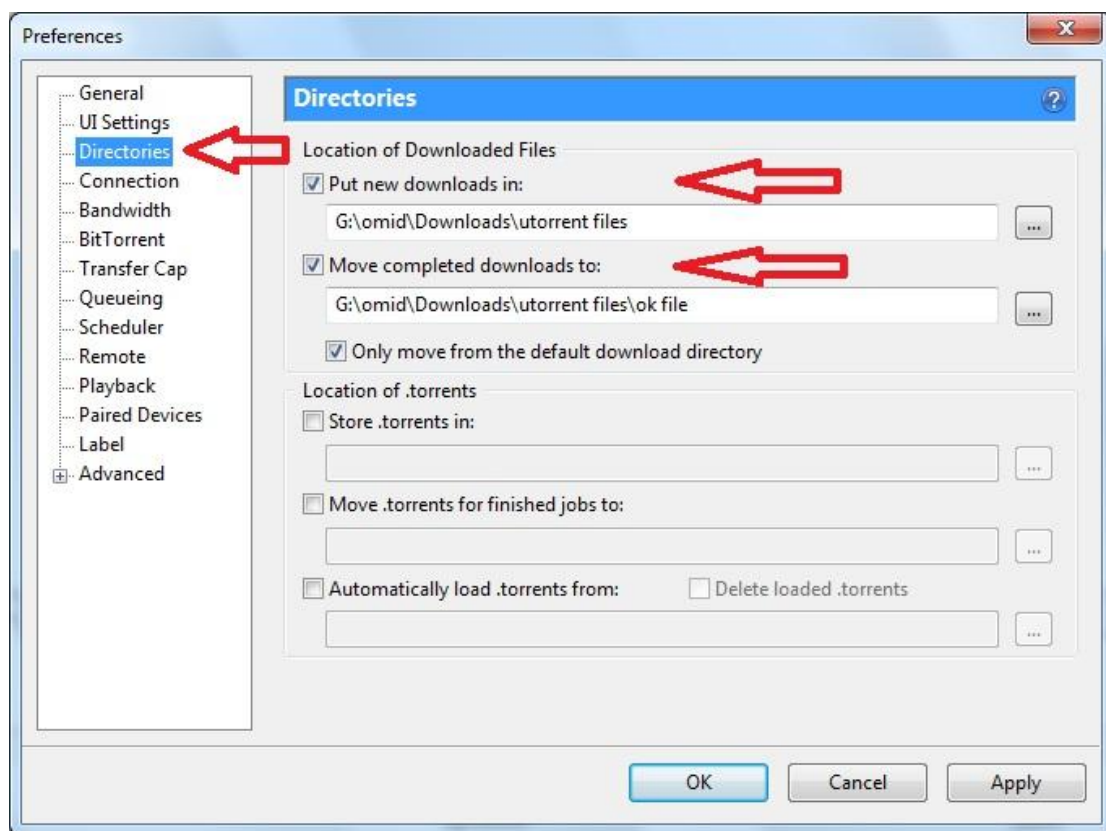 Preferences
General
UI Settings
Directories
Connection
Bandwidth
BitTorrent
Transfer Cap
Queueing
Scheduler
Remote
Playback
Paired Devices
Label
Advanced
Directories
Location of Downloaded Files
Put new downloads in:
G:\omid\Downloads\utorrent files
...
Move completed downloads to:
G:\omid\Downloads\utorrent files\ok file
...
Only move from the default download directory
Location of .torrents
Store .torrents in:
...
Move .torrents for finished jobs to:
...
Automatically load .torrents from: Delete loaded .torrents
...
OK Cancel Apply